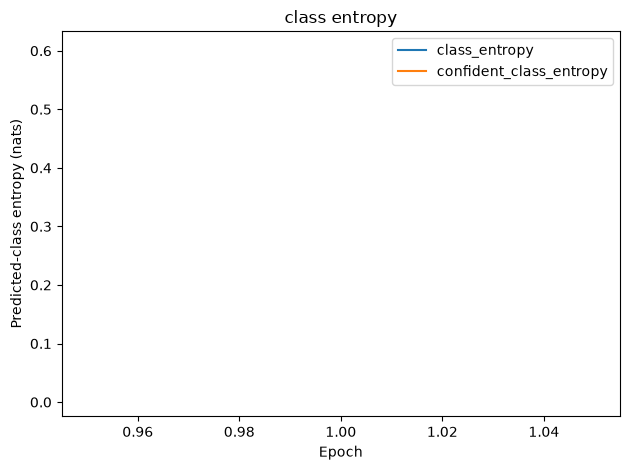 class entropy
class_entropy
confident_class_entropy
Predicted-class entropy (nats)
0.6
0.5
0.4
0.3
0.2
0.1
0.0
0.96
0.98
1.00
1.02
1.04
Epoch